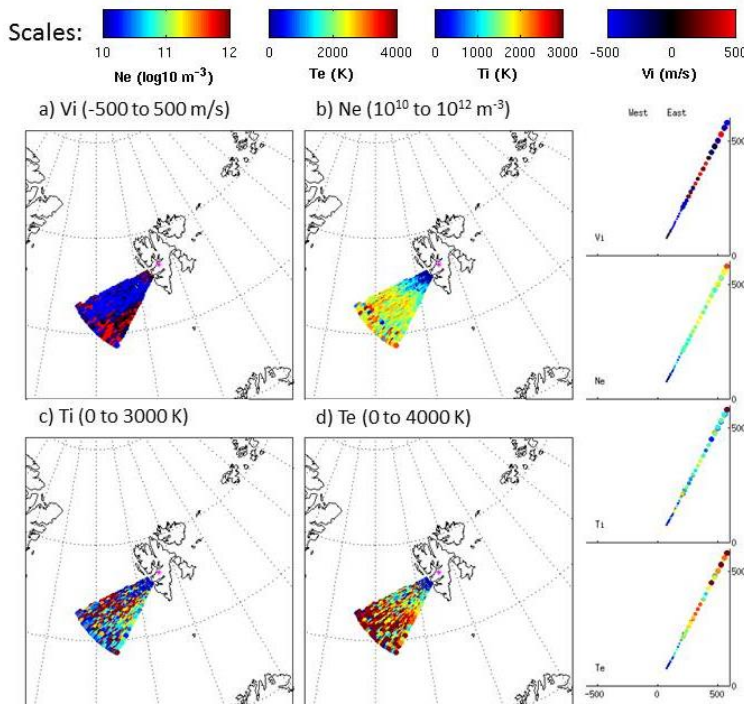 Scales:
10 11 12
Ne (log10 m⁻³)
0 2000 4000
Te (K)
0 1000 2000 3000
Ti (K)
-500 0 500
Vi (m/s)
a) Vi (-500 to 500 m/s)
b) Ne (10¹⁰ to 10¹² m⁻³)
West East
500
Vi
0
500
Ne
0
c) Ti (0 to 3000 K)
d) Te (0 to 4000 K)
500
Ti
0
500
Te
0
-500 0 500